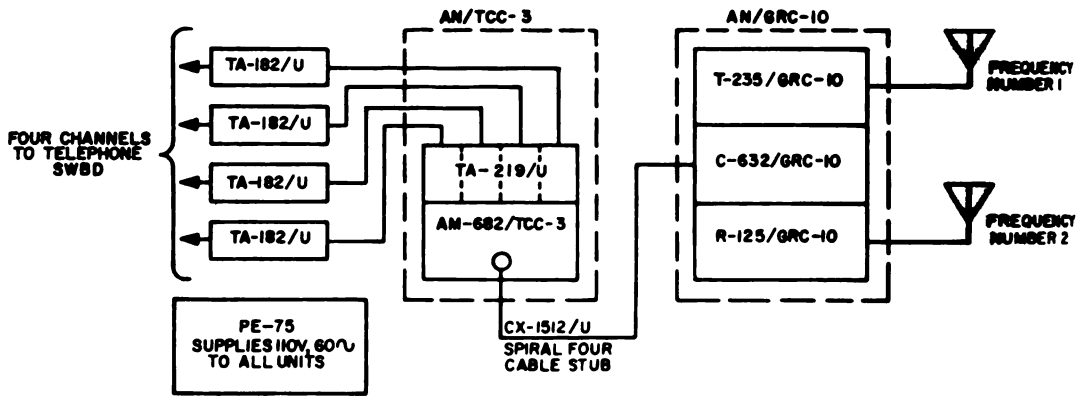 AN/TCC-3
AN/GRC-10
TA-182/U
TA-182/U
TA-182/U
TA-182/U
FOUR CHANNELS
TO TELEPHONE
SWBD
TA-219/U
AM-682/TCC-3
T-235/GRC-10
C-632/GRC-10
R-125/GRC-10
FREQUENCY
NUMBER 1
FREQUENCY
NUMBER 2
PE-75
SUPPLIES 110V, 60∿
TO ALL UNITS
CX-1512/U
SPIRAL FOUR
CABLE STUB